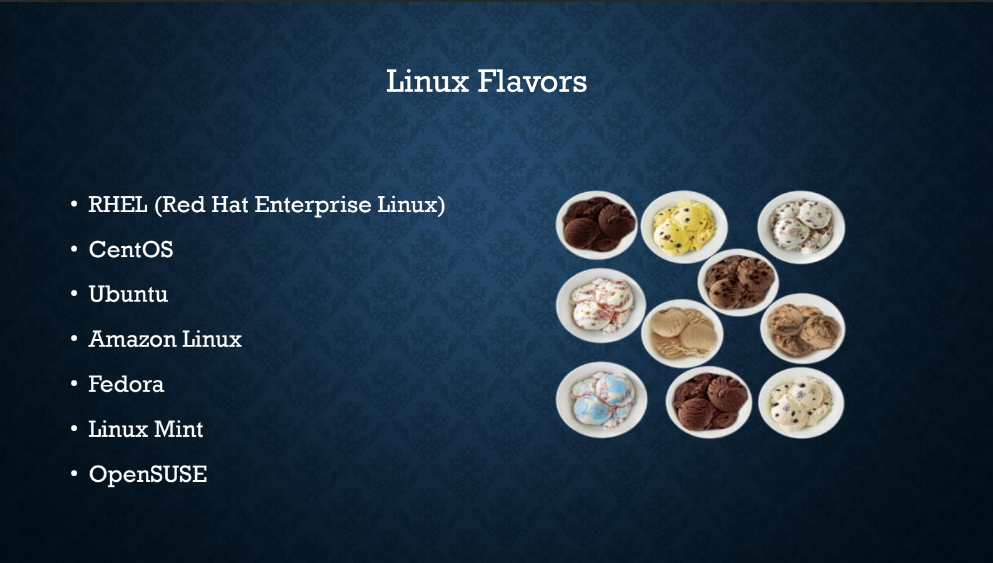 Linux Flavors
• RHEL (Red Hat Enterprise Linux)
• CentOS
• Ubuntu
• Amazon Linux
• Fedora
• Linux Mint
• OpenSUSE